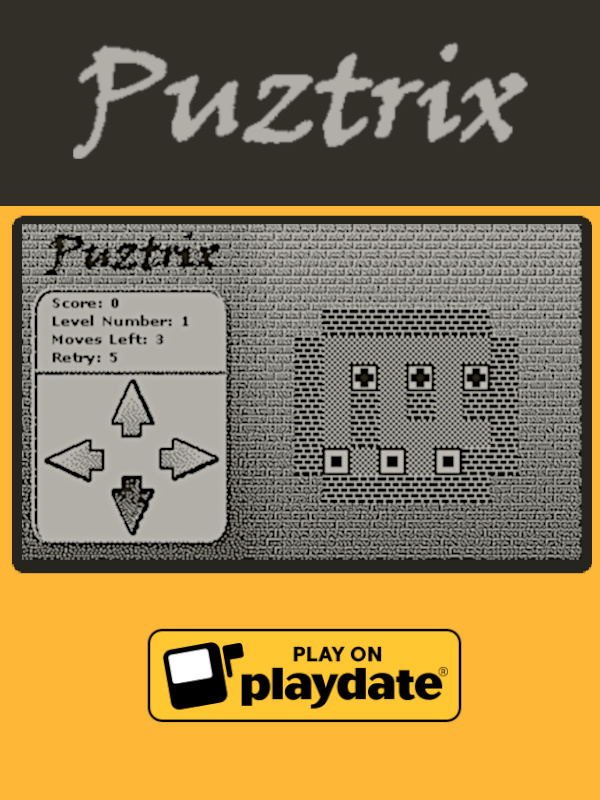 Puztrix
Puztrix
Score: 0
Level Number: 1
Moves Left: 3
Retry: 5
PLAY ON
playdate®